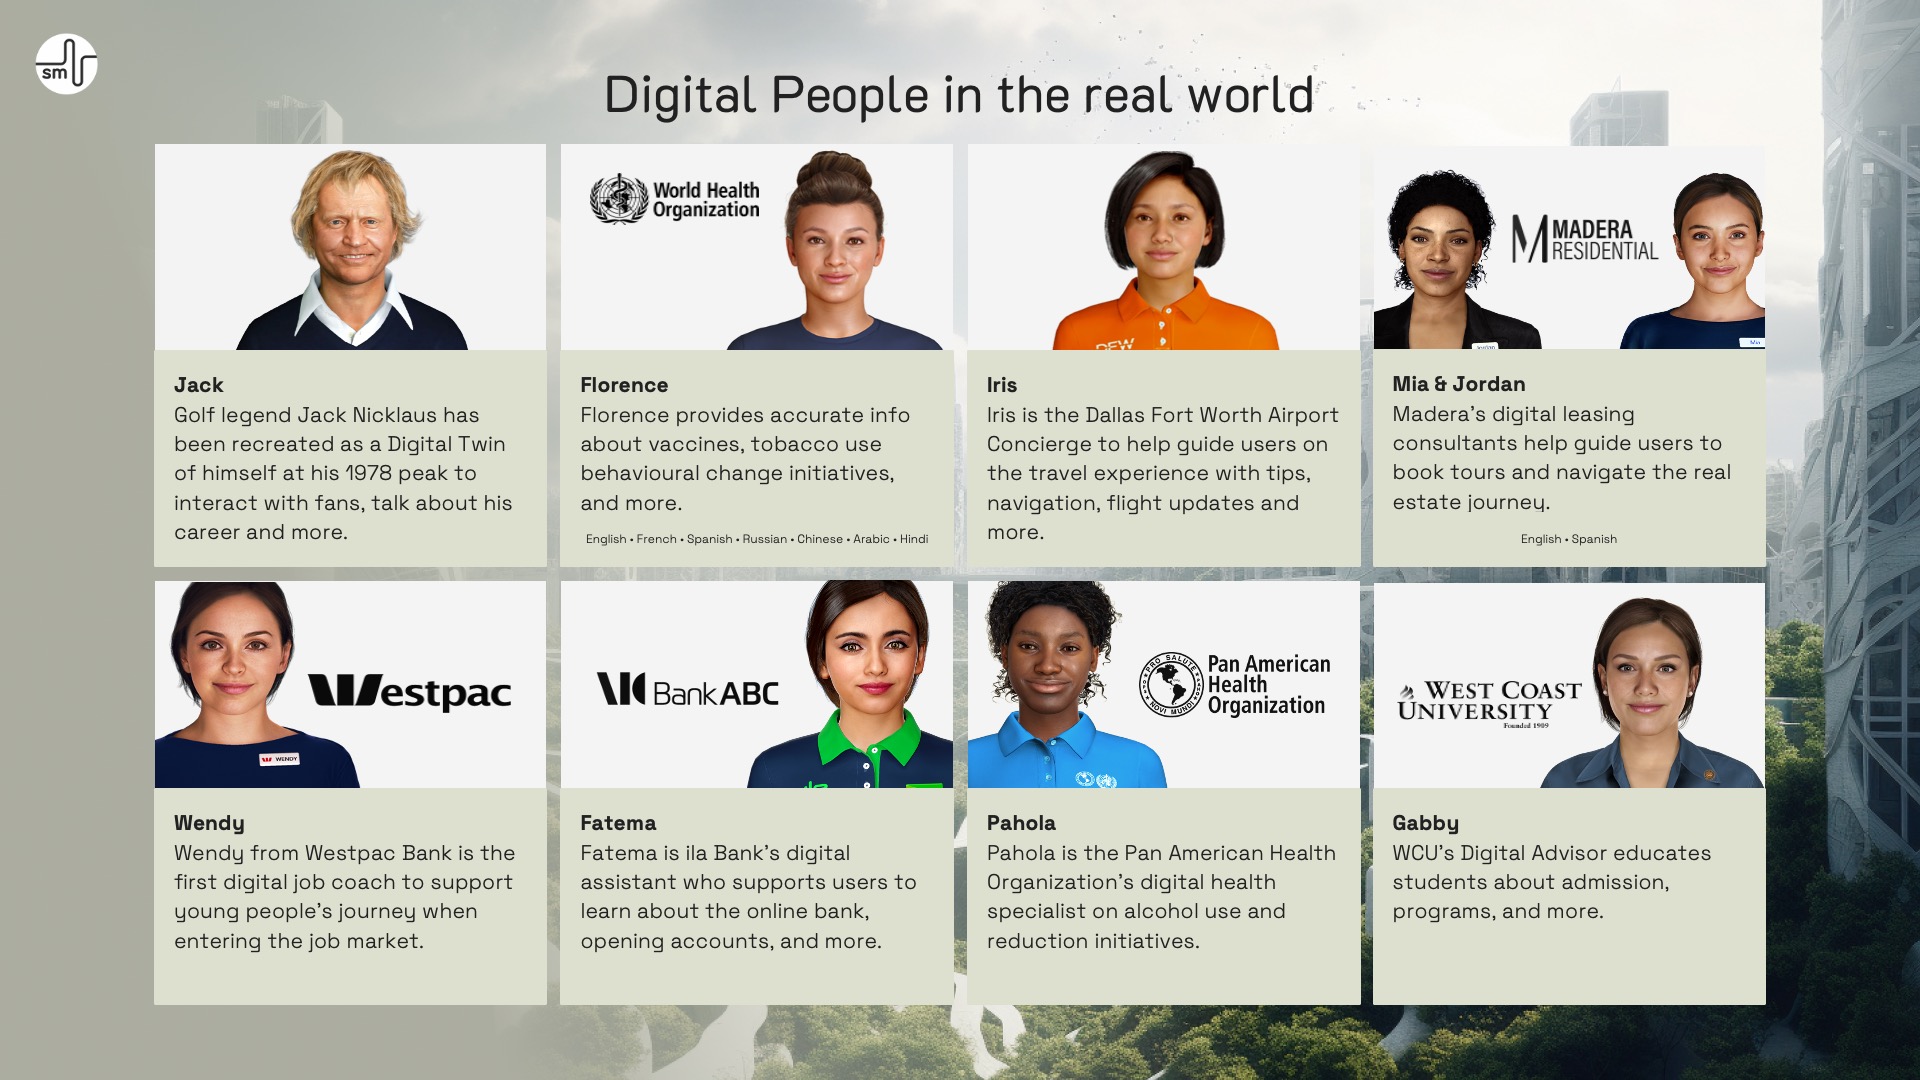 sm
Digital People in the real world
World Health
Organization
DFW
MADERA
RESIDENTIAL
Jordan
Mia
Jack
Golf legend Jack Nicklaus has
been recreated as a Digital Twin
of himself at his 1978 peak to
interact with fans, talk about his
career and more.
Florence
Florence provides accurate info
about vaccines, tobacco use
behavioural change initiatives,
and more.
English • French • Spanish • Russian • Chinese • Arabic • Hindi
Iris
Iris is the Dallas Fort Worth Airport
Concierge to help guide users on
the travel experience with tips,
navigation, flight updates and
more.
Mia & Jordan
Madera's digital leasing
consultants help guide users to
book tours and navigate the real
estate journey.
English • Spanish
WENDY
Westpac
Bank ABC
PRO SALUTE
NOVI MUNDI
Pan American
Health
Organization
WEST COAST
UNIVERSITY
Founded 1909
Wendy
Wendy from Westpac Bank is the
first digital job coach to support
young people's journey when
entering the job market.
Fatema
Fatema is ila Bank's digital
assistant who supports users to
learn about the online bank,
opening accounts, and more.
Pahola
Pahola is the Pan American Health
Organization's digital health
specialist on alcohol use and
reduction initiatives.
Gabby
WCU's Digital Advisor educates
students about admission,
programs, and more.